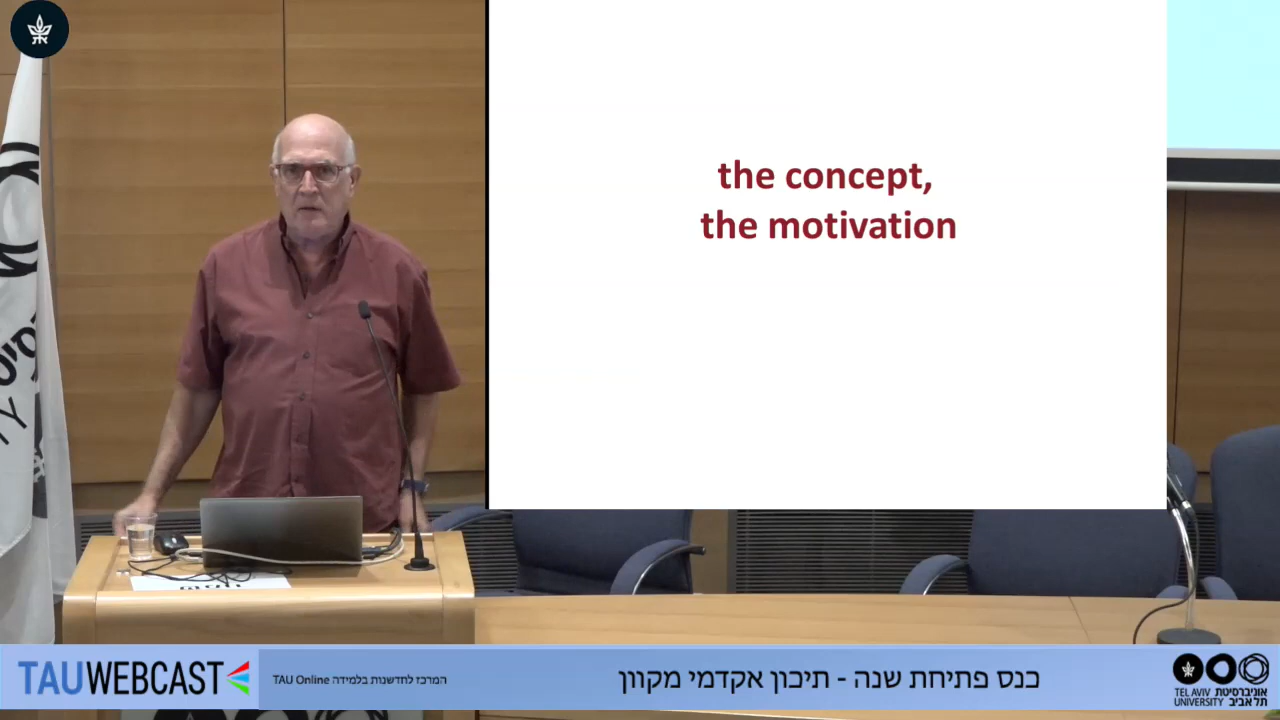 the concept,
the motivation
TAUWEBCAST
המרכז לחדשנות בלמידה TAU Online
כנס פתיחת שנה - תיכון אקדמי מקוון
TEL AVIV אוניברסיטת
UNIVERSITY תל אביב